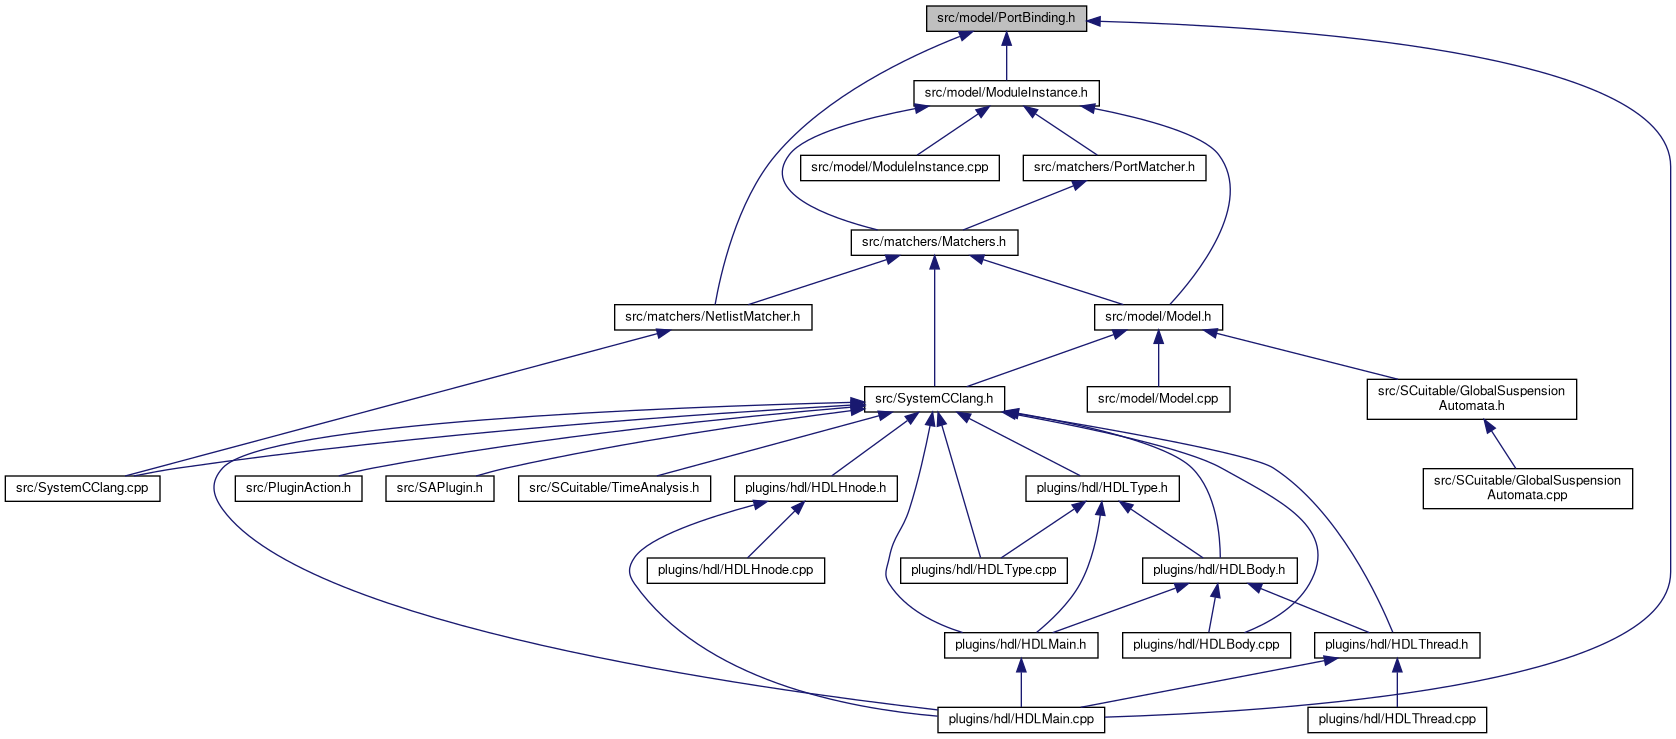 src/model/PortBinding.h
src/model/ModuleInstance.h
src/model/ModuleInstance.cpp
src/matchers/PortMatcher.h
src/matchers/Matchers.h
src/matchers/NetlistMatcher.h
src/model/Model.h
src/SystemCClang.h
src/model/Model.cpp
src/SCuitable/GlobalSuspension
Automata.h
src/SystemCClang.cpp
src/PluginAction.h
src/SAPlugin.h
src/SCuitable/TimeAnalysis.h
plugins/hdl/HDLHnode.h
plugins/hdl/HDLType.h
src/SCuitable/GlobalSuspension
Automata.cpp
plugins/hdl/HDLHnode.cpp
plugins/hdl/HDLType.cpp
plugins/hdl/HDLBody.h
plugins/hdl/HDLMain.h
plugins/hdl/HDLBody.cpp
plugins/hdl/HDLThread.h
plugins/hdl/HDLMain.cpp
plugins/hdl/HDLThread.cpp